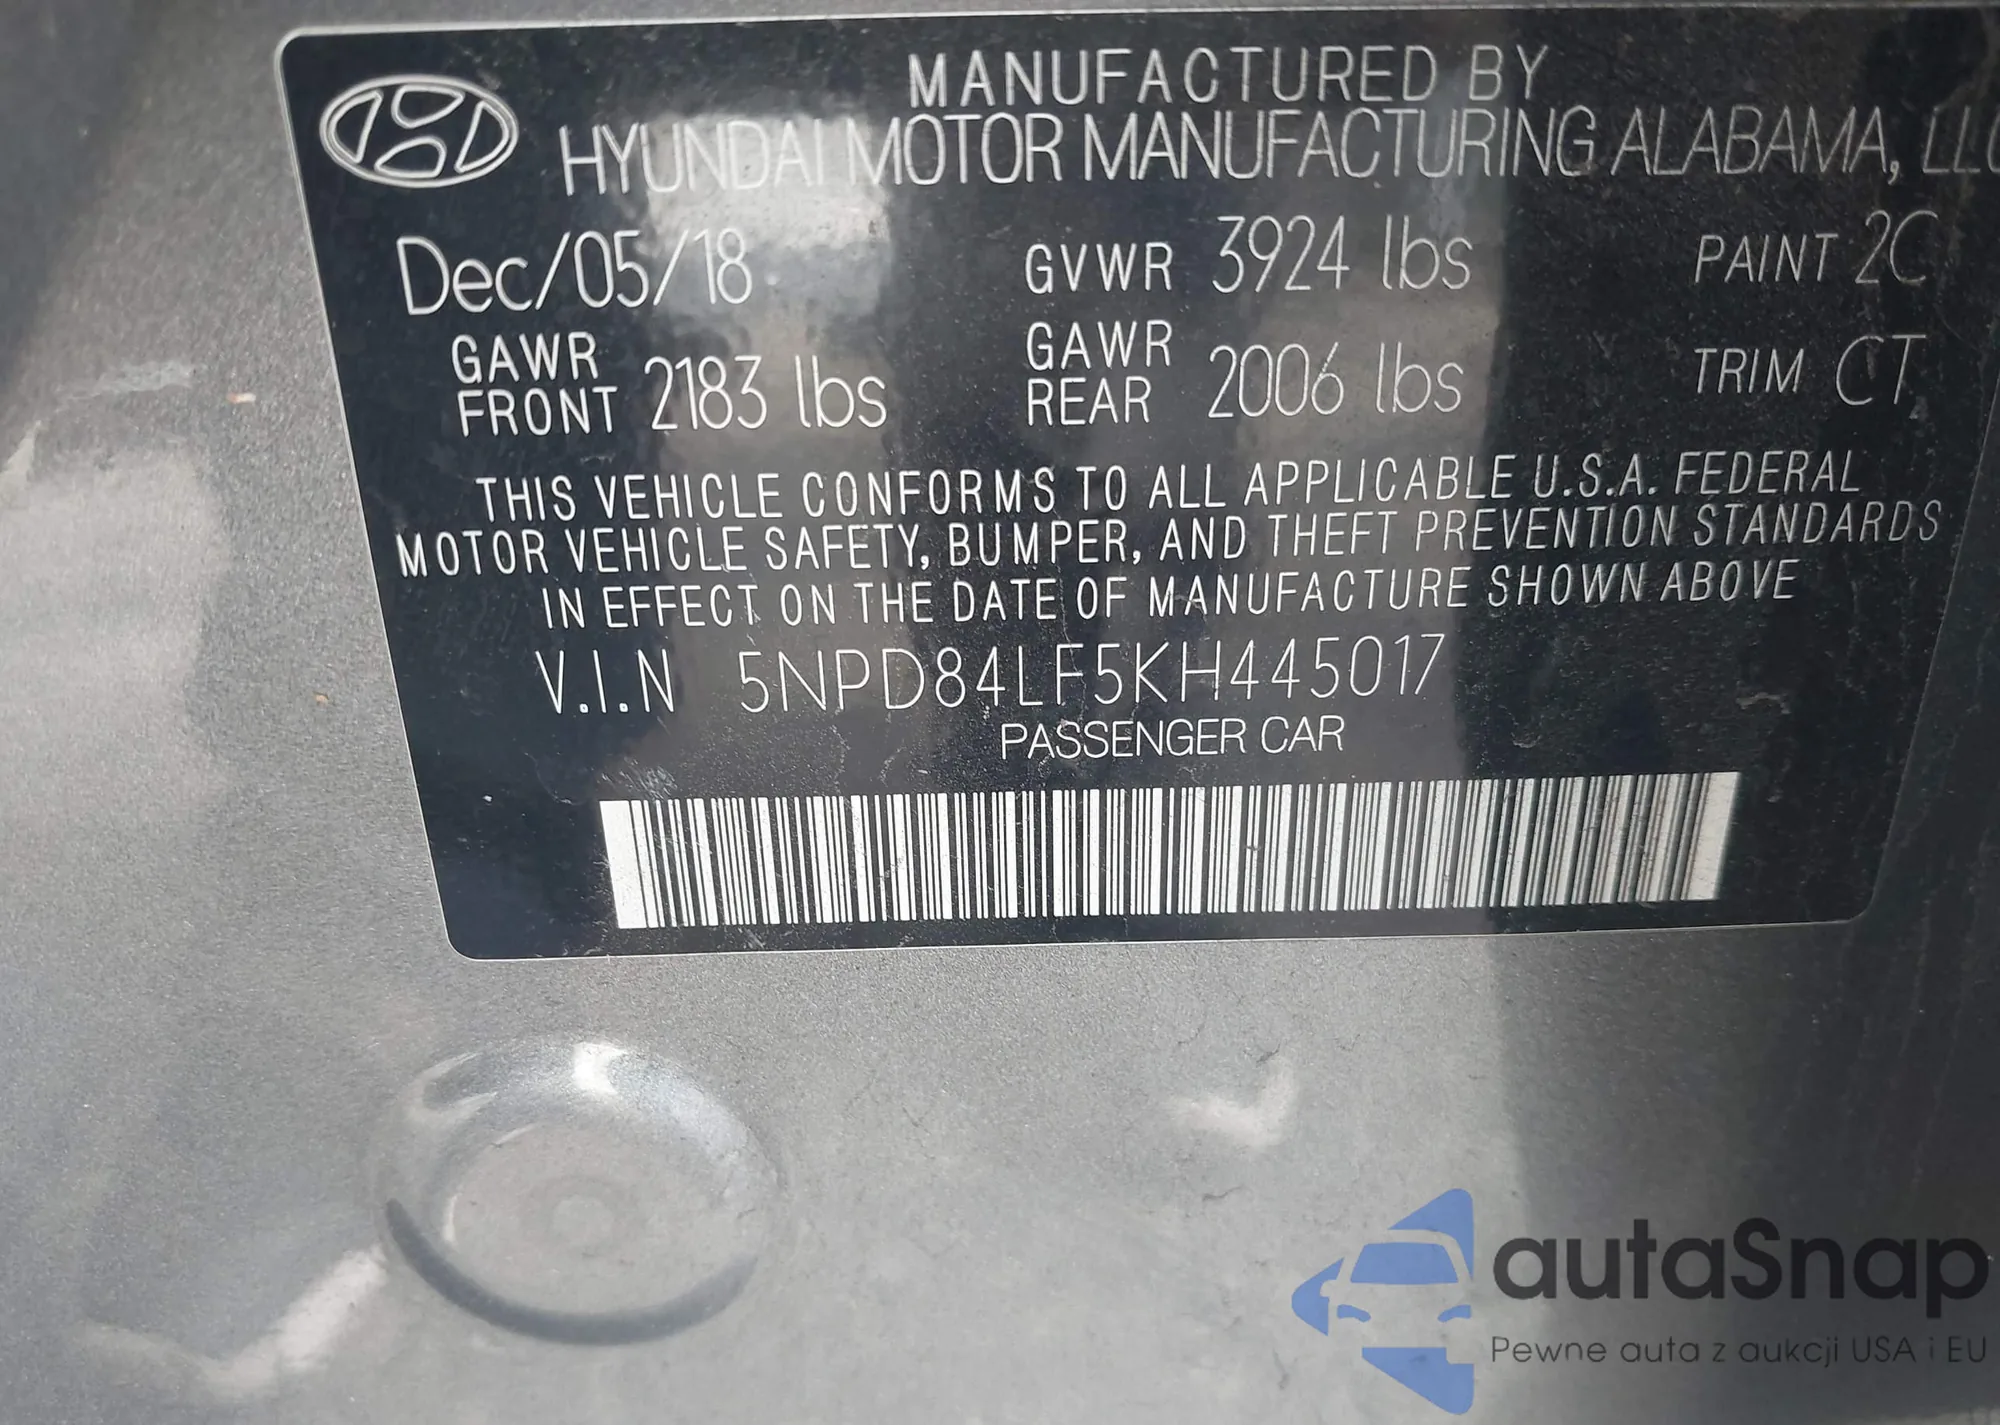 MANUFACTURED BY
HYUNDAI MOTOR MANUFACTURING ALABAMA, LLC
Dec/05/18 GVWR 3924 lbs PAINT 2C
GAWR FRONT 2183 lbs GAWR REAR 2006 lbs TRIM CT
THIS VEHICLE CONFORMS TO ALL APPLICABLE U.S.A. FEDERAL
MOTOR VEHICLE SAFETY, BUMPER, AND THEFT PREVENTION STANDARDS
IN EFFECT ON THE DATE OF MANUFACTURE SHOWN ABOVE
V.I.N 5NPD84LF5KH445017
PASSENGER CAR
autaSnap
Pewne auta z aukcji USA i EU